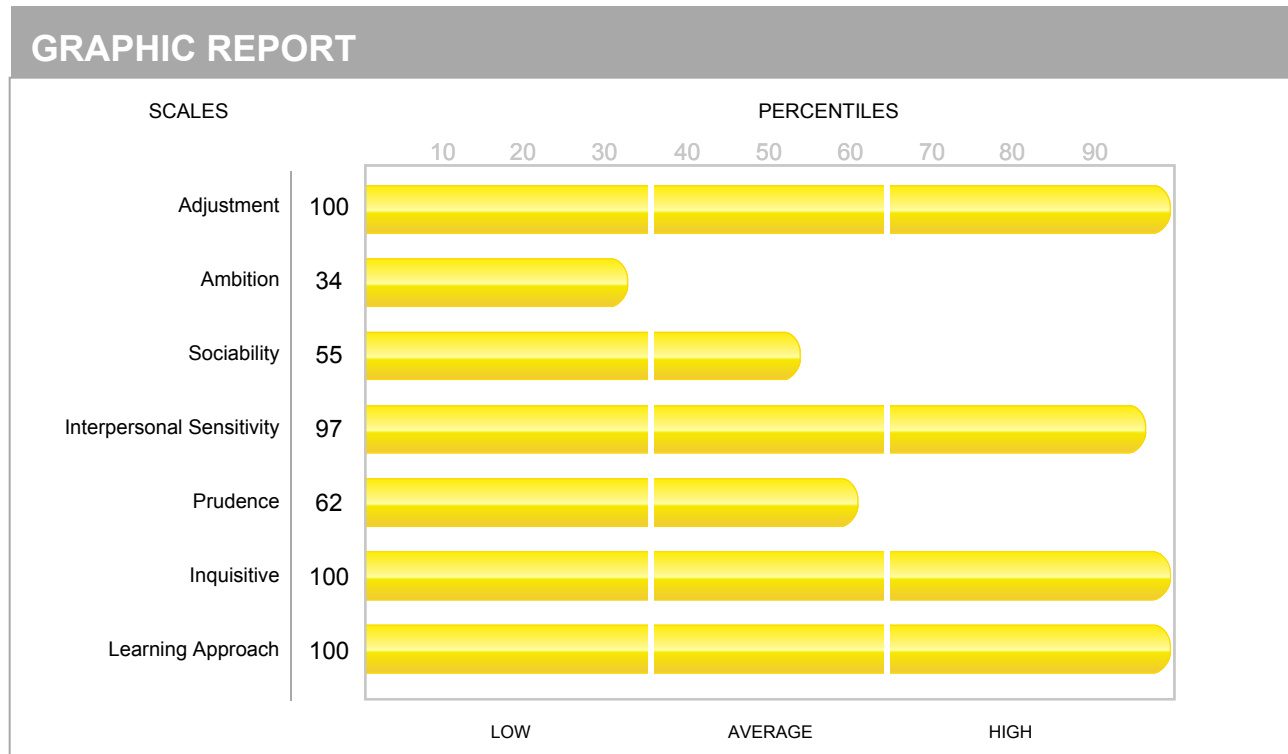 GRAPHIC REPORT
SCALES PERCENTILES
10 20 30 40 50 60 70 80 90
Adjustment 100
Ambition 34
Sociability 55
Interpersonal Sensitivity 97
Prudence 62
Inquisitive 100
Learning Approach 100
LOW AVERAGE HIGH